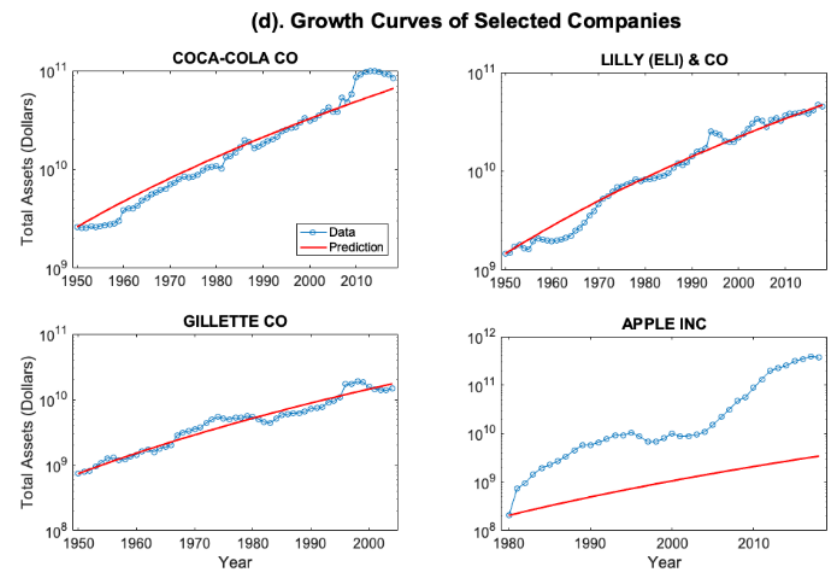 (d). Growth Curves of Selected Companies
COCA-COLA CO
Total Assets (Dollars)
10^11
10^10
10^9
1950 1960 1970 1980 1990 2000 2010
Data
Prediction
LILLY (ELI) & CO
10^11
10^10
10^9
1950 1960 1970 1980 1990 2000 2010
GILLETTE CO
Total Assets (Dollars)
10^11
10^10
10^9
10^8
1950 1960 1970 1980 1990 2000
Year
APPLE INC
10^12
10^11
10^10
10^9
10^8
1980 1990 2000 2010
Year